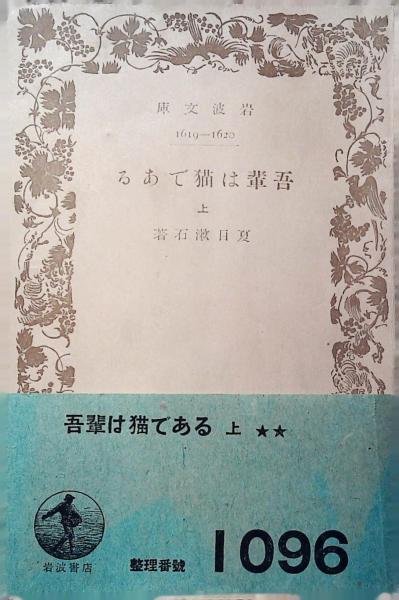 岩波文庫
1619—1620
吾輩は猫である
上
夏目漱石著
吾輩は猫である 上 ★★
岩波書店
整理番號 1096